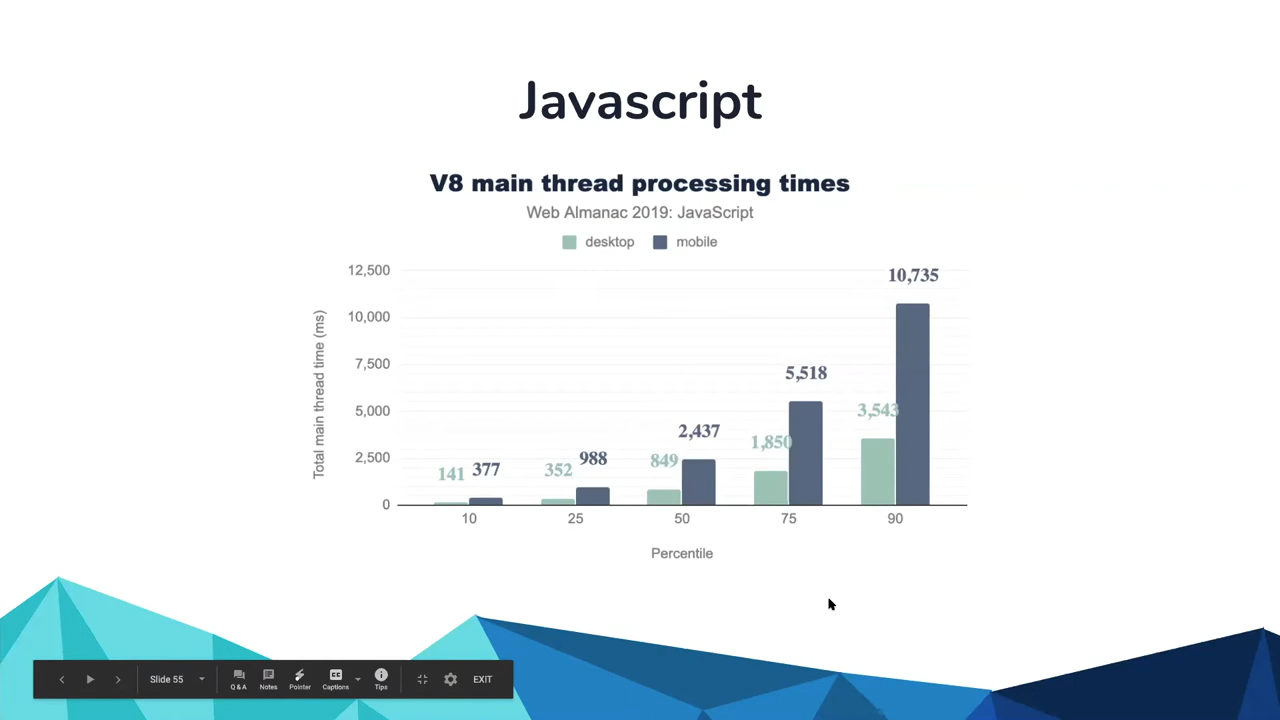 Javascript
V8 main thread processing times
Web Almanac 2019: JavaScript
desktop mobile
12,500
10,000
7,500
5,000
2,500
0
Total main thread time (ms)
141 377 352 988 849 2,437 1,850 5,518 3,543 10,735
10 25 50 75 90
Percentile
Slide 55
Q & A Notes Pointer Captions Tips EXIT
CC